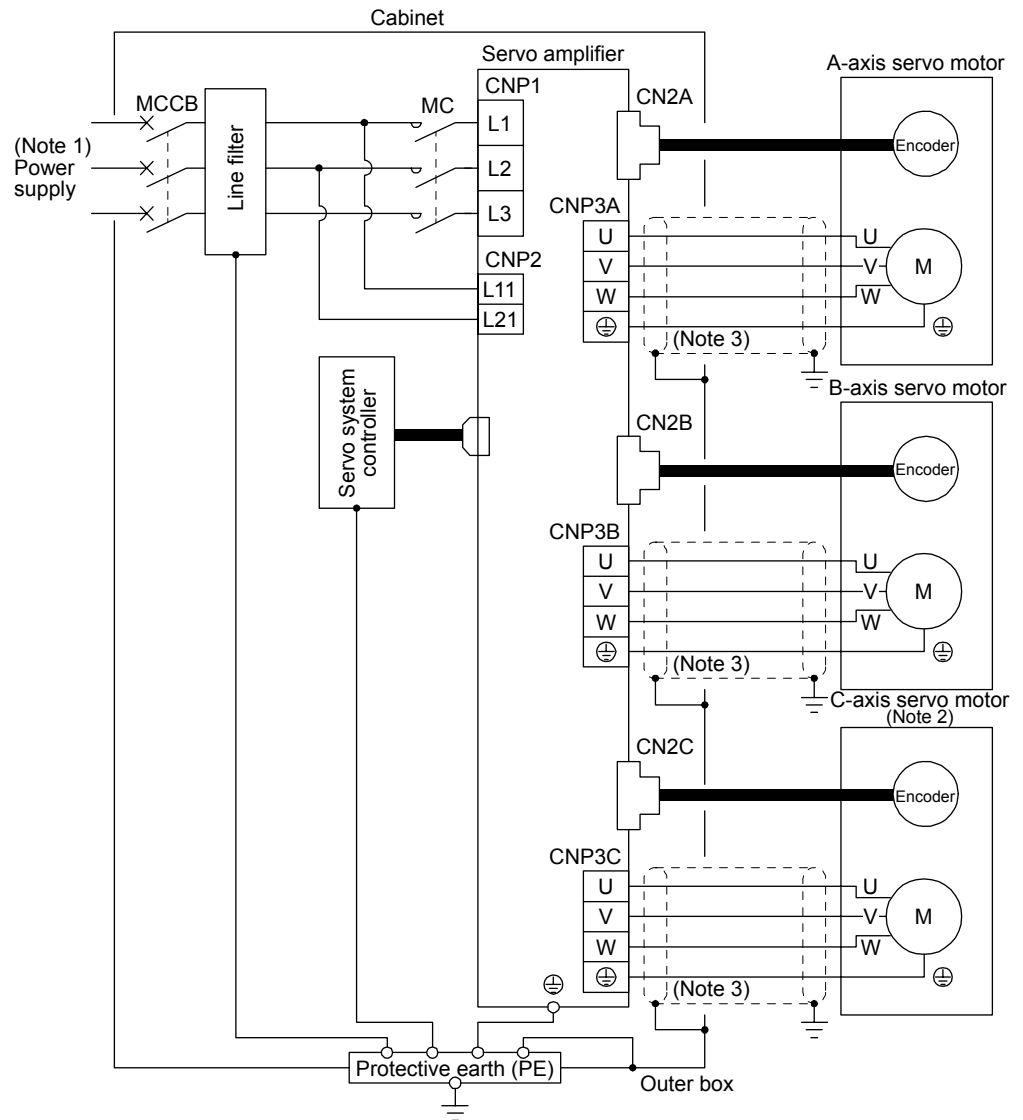 Cabinet
Servo amplifier
A-axis servo motor
CNP1
CN2A
MCCB
MC
L1
(Note 1)
Power
supply
Line filter
Encoder
L2
L3
CNP3A
U
U
V
V
M
W
W
CNP2
L11
L21
(Note 3)
B-axis servo motor
Servo system
controller
CN2B
Encoder
CNP3B
U
U
V
V
M
W
W
(Note 3)
C-axis servo motor
(Note 2)
CN2C
Encoder
CNP3C
U
U
V
V
M
W
W
(Note 3)
Protective earth (PE)
Outer box